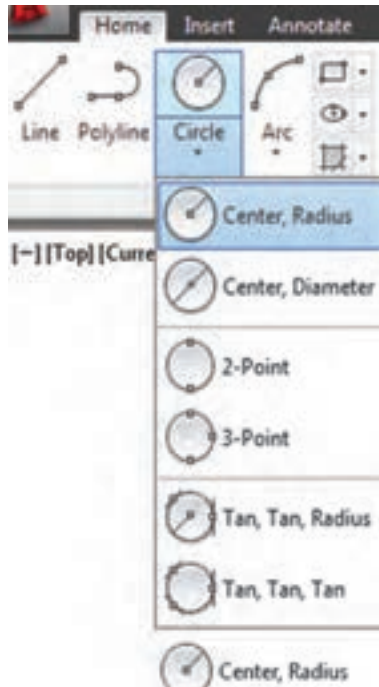 Home Insert Annotate
Line Polyline Circle Arc
Center, Radius
[-] [Top] [Curre
Center, Diameter
2-Point
3-Point
Tan, Tan, Radius
Tan, Tan, Tan
Center, Radius